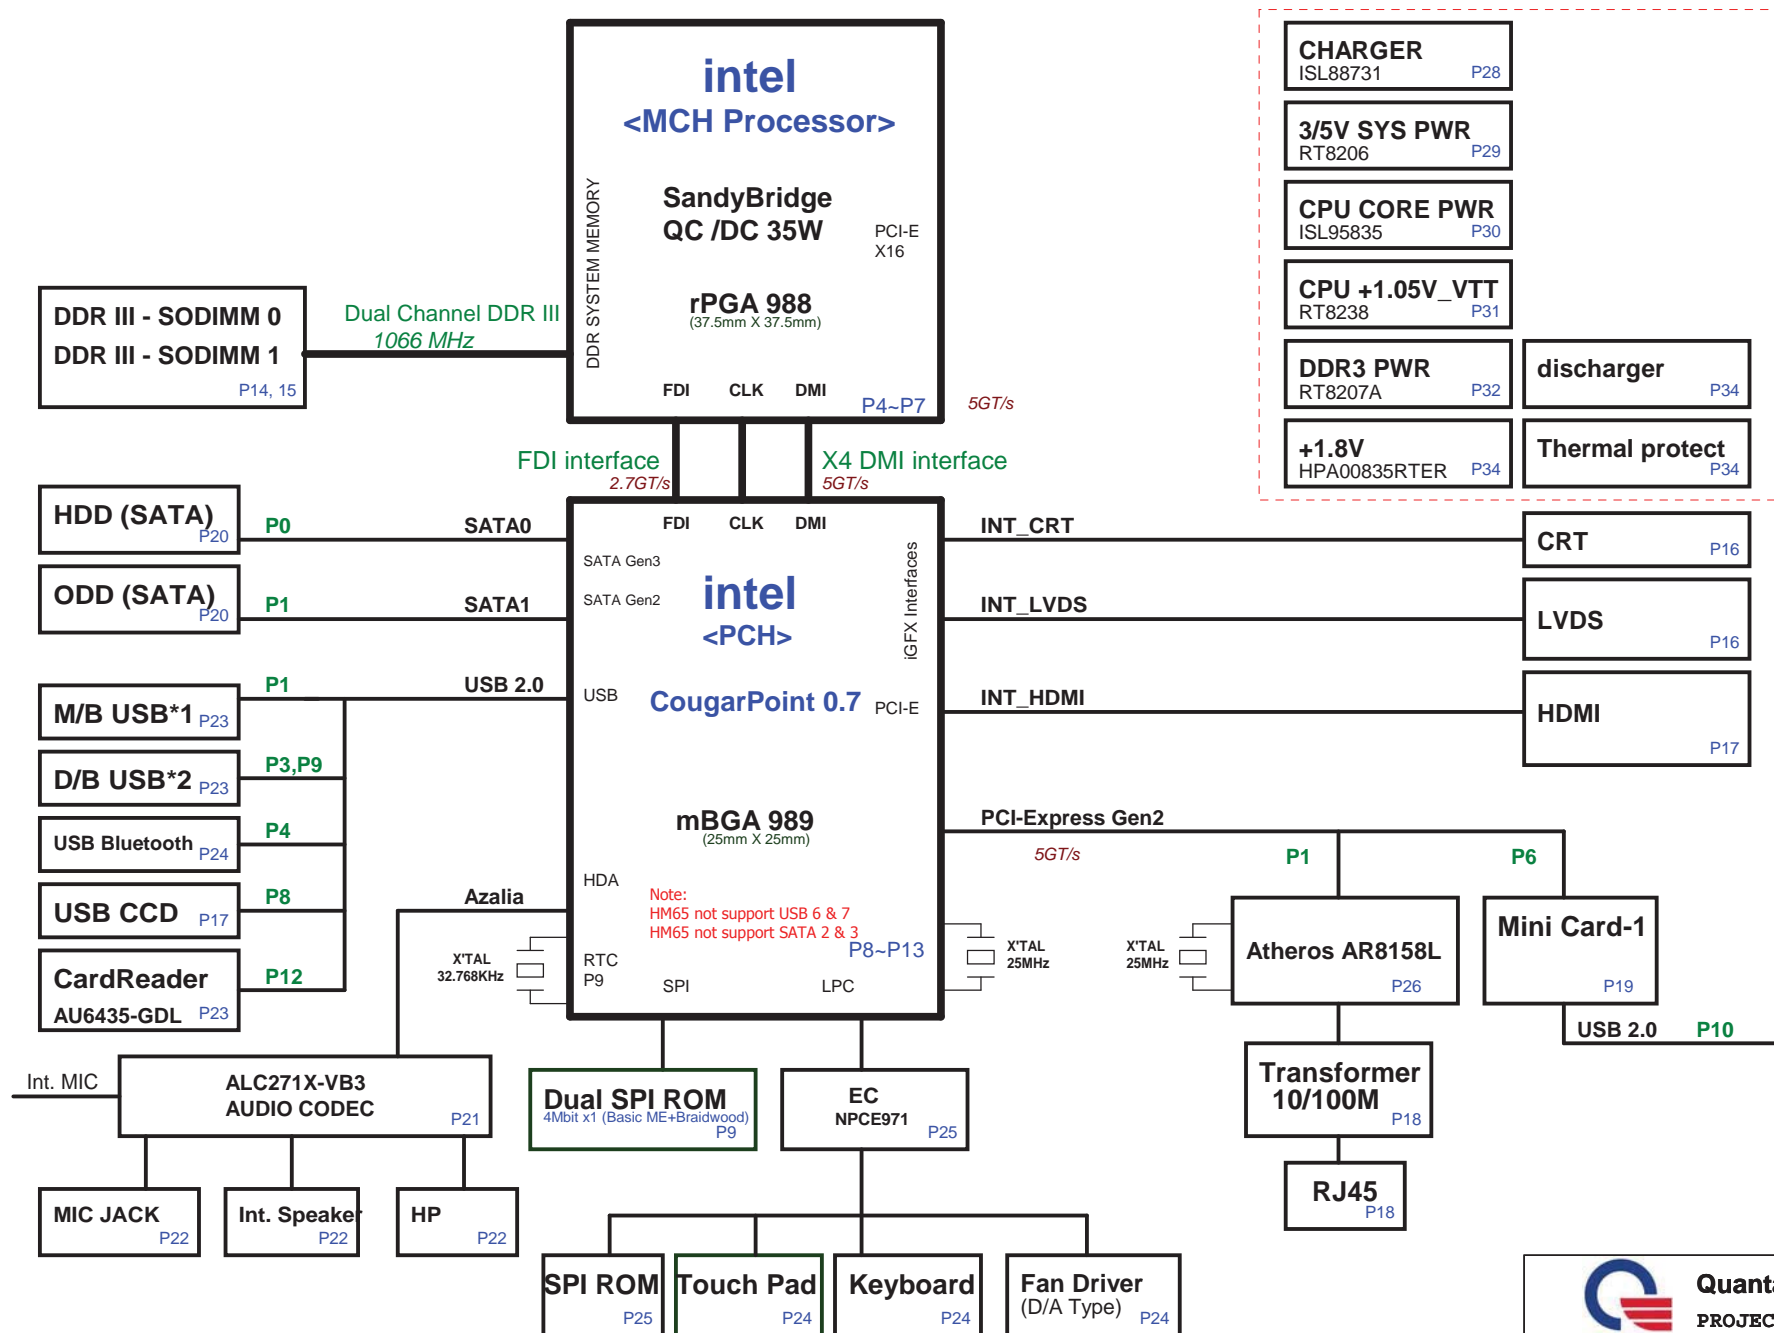 intel
<MCH Processor>
SandyBridge
QC /DC 35W
PCI-E
X16
rPGA 988
(37.5mm X 37.5mm)
DDR SYSTEM MEMORY
FDI CLK DMI
P4~P7
5GT/s
DDR III - SODIMM 0
DDR III - SODIMM 1
P14, 15
Dual Channel DDR III
1066 MHz
FDI interface
2.7GT/s
X4 DMI interface
5GT/s
CHARGER
ISL88731 P28
3/5V SYS PWR
RT8206 P29
CPU CORE PWR
ISL95835 P30
CPU +1.05V_VTT
RT8238 P31
DDR3 PWR
RT8207A P32
discharger
P34
+1.8V
HPA00835RTER P34
Thermal protect
P34
HDD (SATA)
P20
P0 SATA0
ODD (SATA)
P20
P1 SATA1
FDI CLK DMI
SATA Gen3
SATA Gen2
intel
<PCH>
iGFX Interfaces
USB
CougarPoint 0.7
PCI-E
mBGA 989
(25mm X 25mm)
HDA
Note:
HM65 not support USB 6 & 7
HM65 not support SATA 2 & 3
P8~P13
RTC
P9
SPI LPC
INT_CRT
CRT
P16
INT_LVDS
LVDS
P16
INT_HDMI
HDMI
P17
M/B USB*1 P23
P1 USB 2.0
D/B USB*2 P23
P3,P9
USB Bluetooth P24
P4
USB CCD P17
P8
CardReader
AU6435-GDL P23
P12
Azalia
X'TAL
32.768KHz
X'TAL
25MHz
X'TAL
25MHz
PCI-Express Gen2
5GT/s
P1 P6
Atheros AR8158L
P26
Mini Card-1
P19
USB 2.0 P10
Transformer
10/100M
P18
RJ45
P18
Int. MIC
ALC271X-VB3
AUDIO CODEC
P21
MIC JACK
P22
Int. Speaker
P22
HP
P22
Dual SPI ROM
4Mbit x1 (Basic ME+Braidwood)
P9
EC
NPCE971
P25
SPI ROM
P25
Touch Pad
P24
Keyboard
P24
Fan Driver
(D/A Type) P24
Quanta
PROJEC